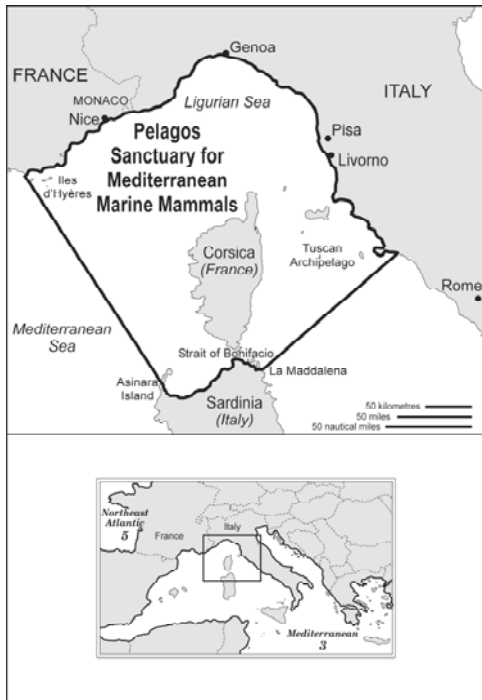 Genoa
FRANCE
MONACO
Ligurian Sea
ITALY
Nice
Pelagos
Sanctuary for
Mediterranean
Marine Mammals
Pisa
Livorno
Iles
d'Hyères
Corsica
(France)
Tuscan
Archipelago
Rome
Mediterranean
Sea
Strait of Bonifacio
La Maddalena
Asinara
Island
Sardinia
(Italy)
50 kilometres
50 miles
50 nautical miles
Northeast
Atlantic
5
France
Italy
Mediterranean
3